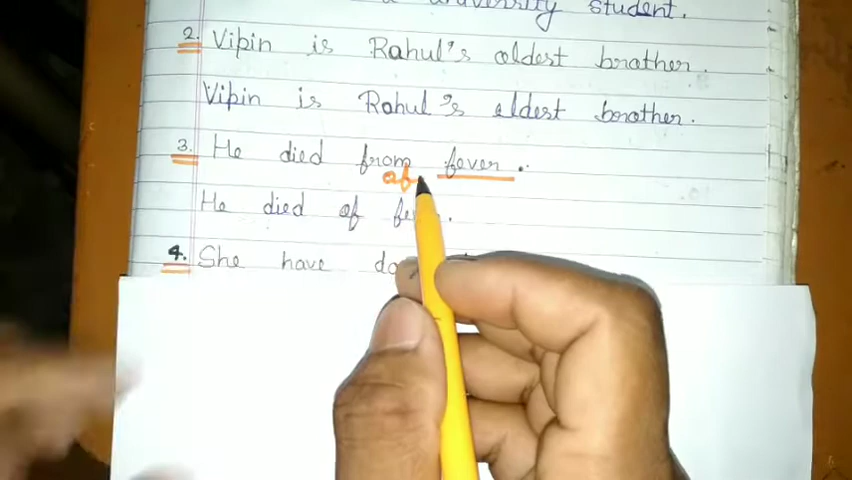 a university student.
2. Vipin is Rahul's oldest brother.
Vipin is Rahul's eldest brother.
3. He died from fever.
of
He died of
4. She have